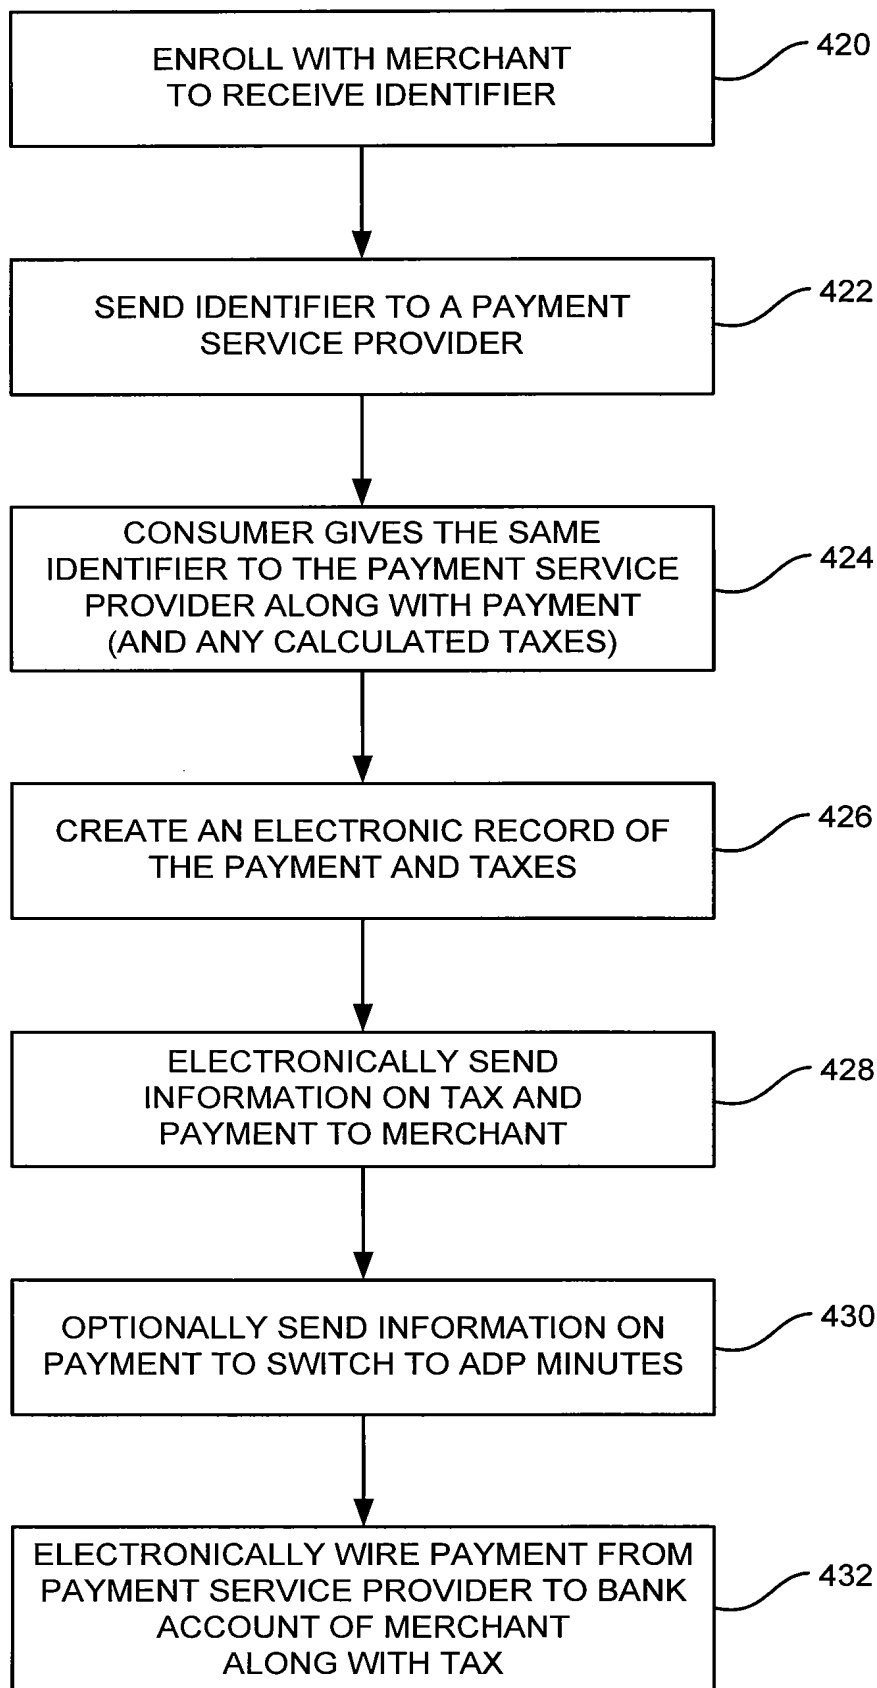 ENROLL WITH MERCHANT
TO RECEIVE IDENTIFIER
420
SEND IDENTIFIER TO A PAYMENT
SERVICE PROVIDER
422
CONSUMER GIVES THE SAME
IDENTIFIER TO THE PAYMENT SERVICE
PROVIDER ALONG WITH PAYMENT
(AND ANY CALCULATED TAXES)
424
CREATE AN ELECTRONIC RECORD OF
THE PAYMENT AND TAXES
426
ELECTRONICALLY SEND
INFORMATION ON TAX AND
PAYMENT TO MERCHANT
428
OPTIONALLY SEND INFORMATION ON
PAYMENT TO SWITCH TO ADP MINUTES
430
ELECTRONICALLY WIRE PAYMENT FROM
PAYMENT SERVICE PROVIDER TO BANK
ACCOUNT OF MERCHANT
ALONG WITH TAX
432